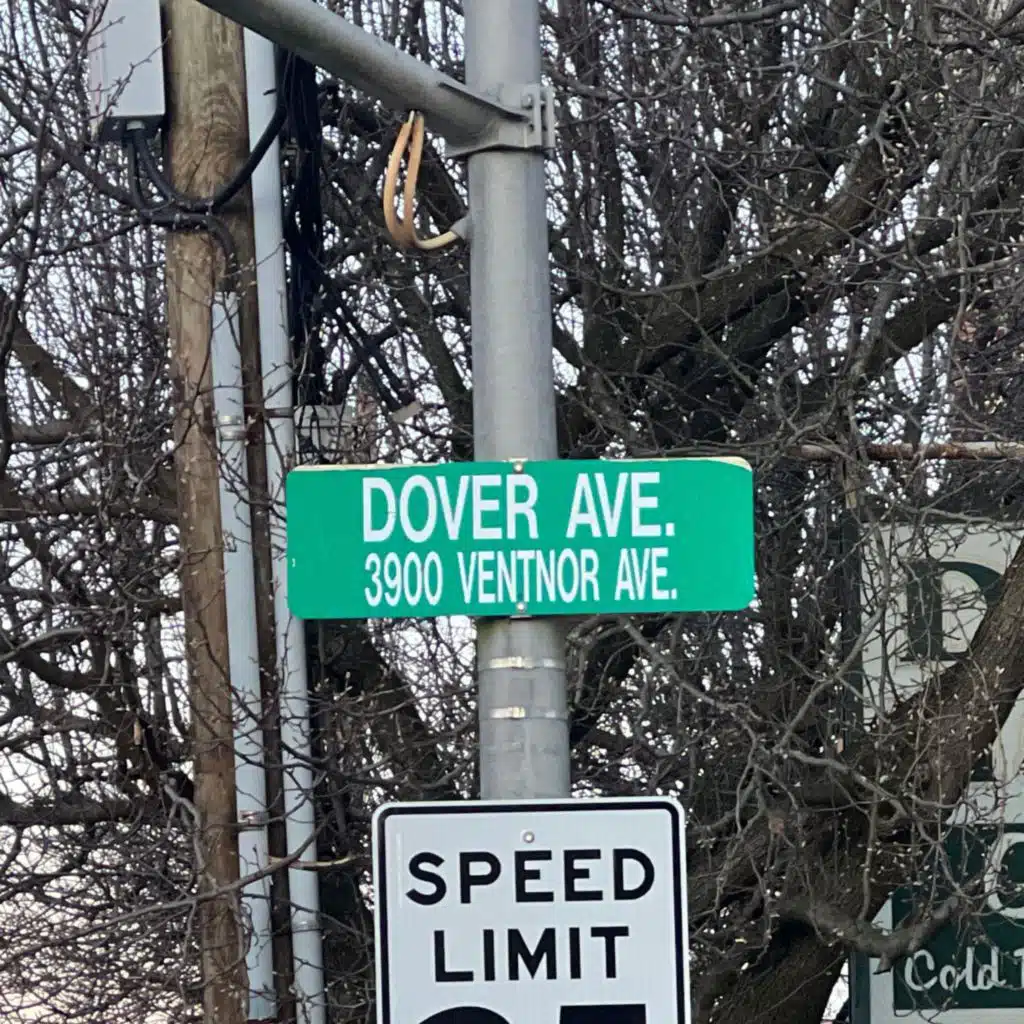 DOVER AVE.
3900 VENTNOR AVE.
SPEED
LIMIT
Cold